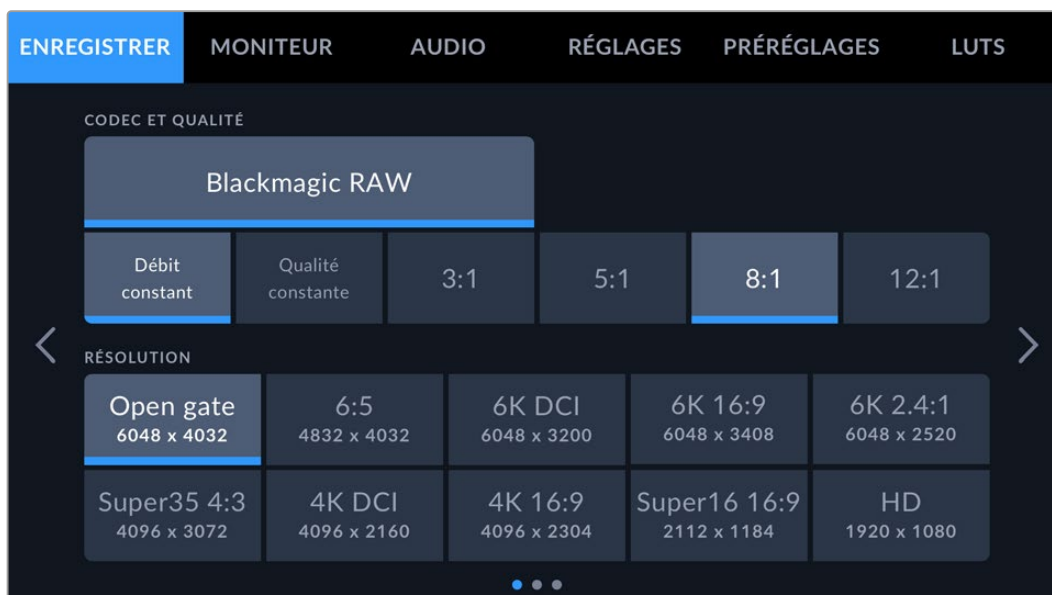 ENREGISTRER MONITEUR AUDIO RÉGLAGES PRÉRÉGLAGES LUTS
CODEC ET QUALITÉ
Blackmagic RAW
Débit constant
Qualité constante
3:1
5:1
8:1
12:1
RÉSOLUTION
Open gate
6048 x 4032
6:5
4832 x 4032
6K DCI
6048 x 3200
6K 16:9
6048 x 3408
6K 2.4:1
6048 x 2520
Super35 4:3
4096 x 3072
4K DCI
4096 x 2160
4K 16:9
4096 x 2304
Super16 16:9
2112 x 1184
HD
1920 x 1080